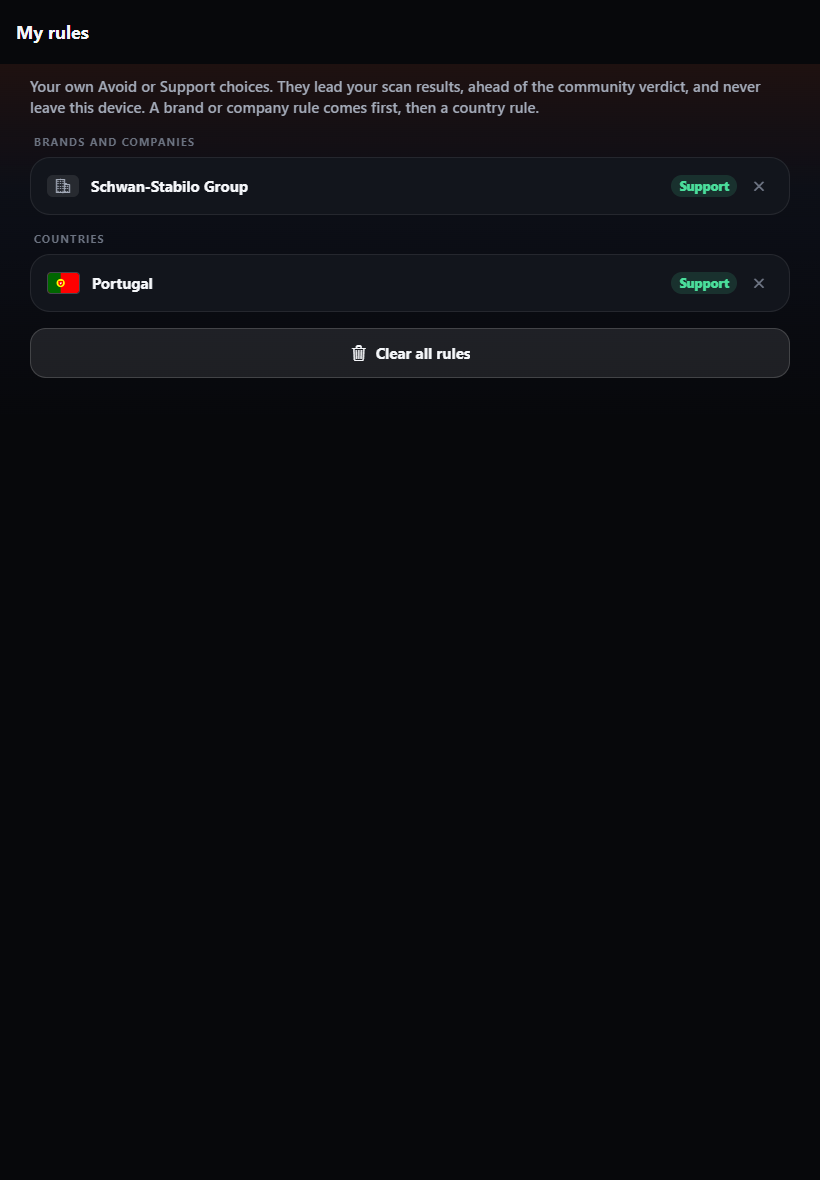 My rules
Your own Avoid or Support choices. They lead your scan results, ahead of the community verdict, and never
leave this device. A brand or company rule comes first, then a country rule.
BRANDS AND COMPANIES
Schwan-Stabilo Group
Support
COUNTRIES
Portugal
Support
Clear all rules